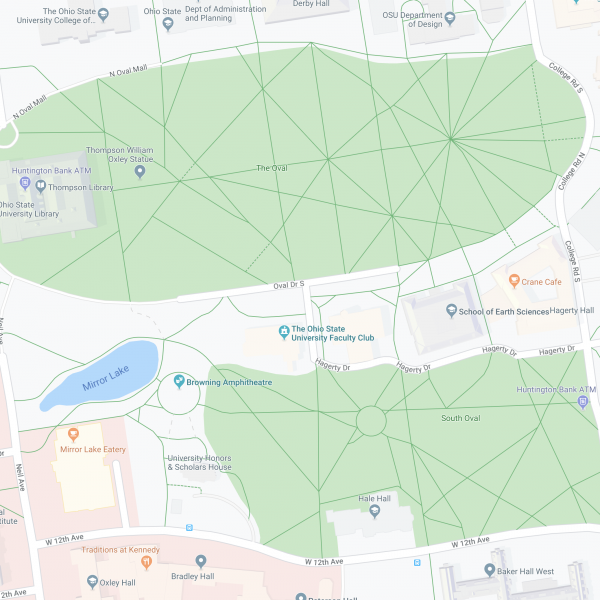 The Ohio State
University College of...
Ohio State
Dept of Administration
and Planning
Derby Hall
OSU Department
of Design
College Rd S
N Oval Mall
N Oval Mall
Thompson William
Oxley Statue
The Oval
Huntington Bank ATM
Thompson Library
Ohio State
University Library
College Rd N
College Rd S
Crane Cafe
Oval Dr S
School of Earth Sciences
Hagerty Hall
Neil Ave
The Ohio State
University Faculty Club
Hagerty Dr
Hagerty Dr
Hagerty Dr
Hagerty Dr
Mirror Lake
Browning Amphitheatre
Huntington Bank ATM
South Oval
Mirror Lake Eatery
University Honors
& Scholars House
Neil Ave
Hale Hall
W 12th Ave
W 12th Ave
W 12th Ave
Traditions at Kennedy
Bradley Hall
Oxley Hall
Baker Hall West
12th Ave